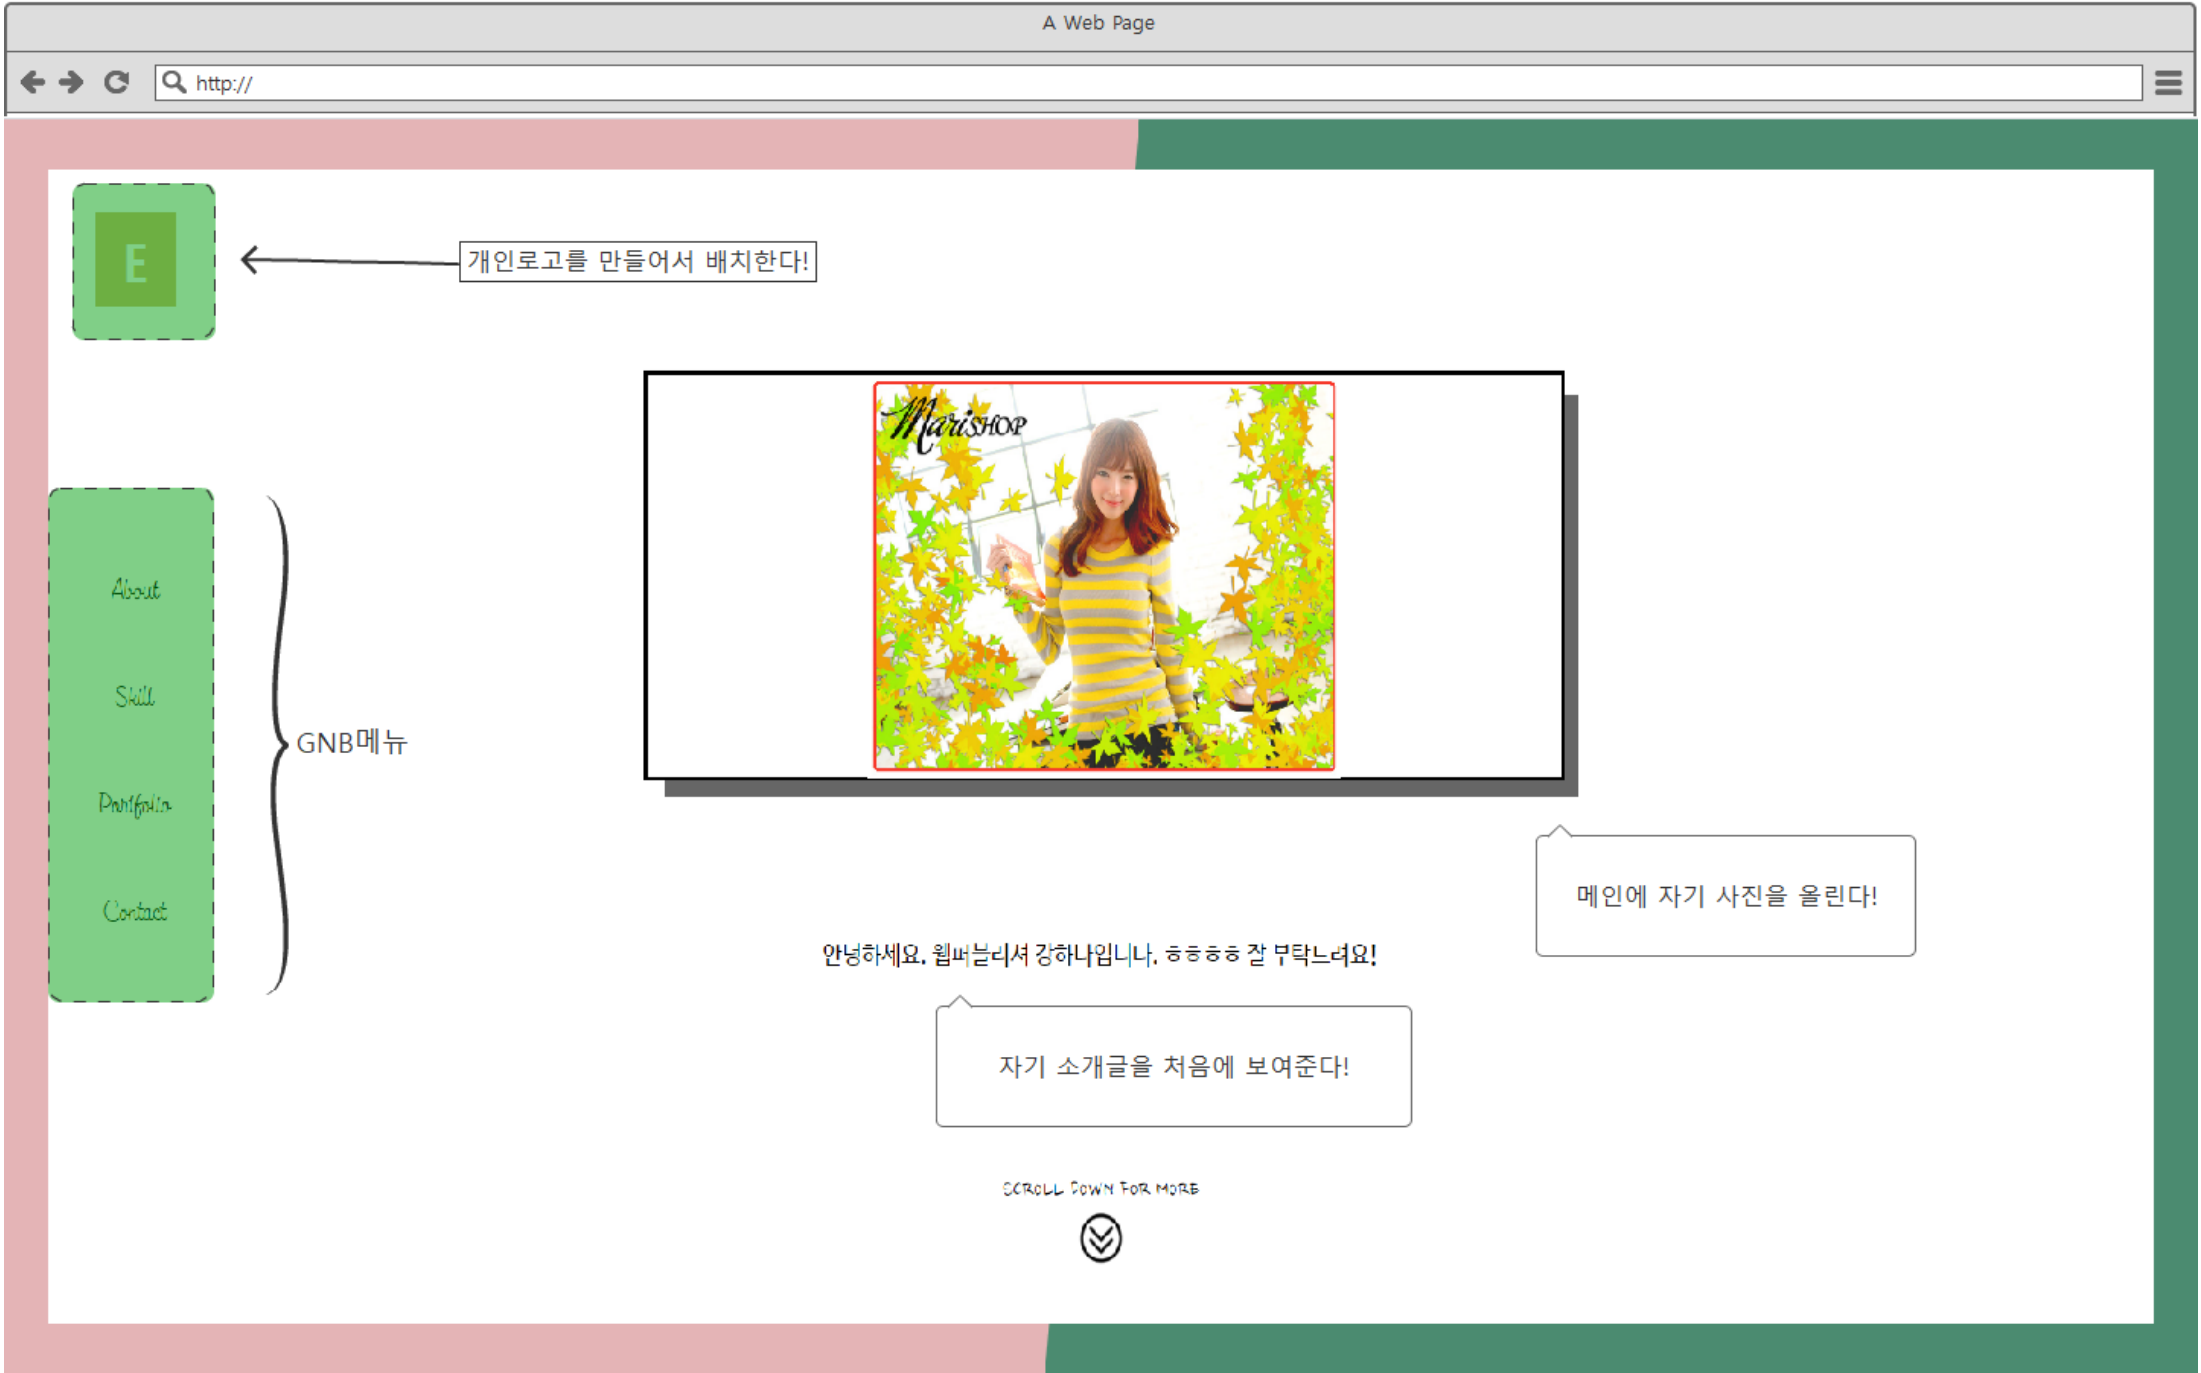 A Web Page
http://
E
개인로고를 만들어서 배치한다!
MariSHOP
About
Skill
Portfolio
Contact
GNB메뉴
메인에 자기 사진을 올린다!
안녕하세요. 웹퍼블리셔 강하나입니다. ㅎㅎㅎㅎ 잘 부탁드려요!
자기 소개글을 처음에 보여준다!
SCROLL DOWN FOR MORE